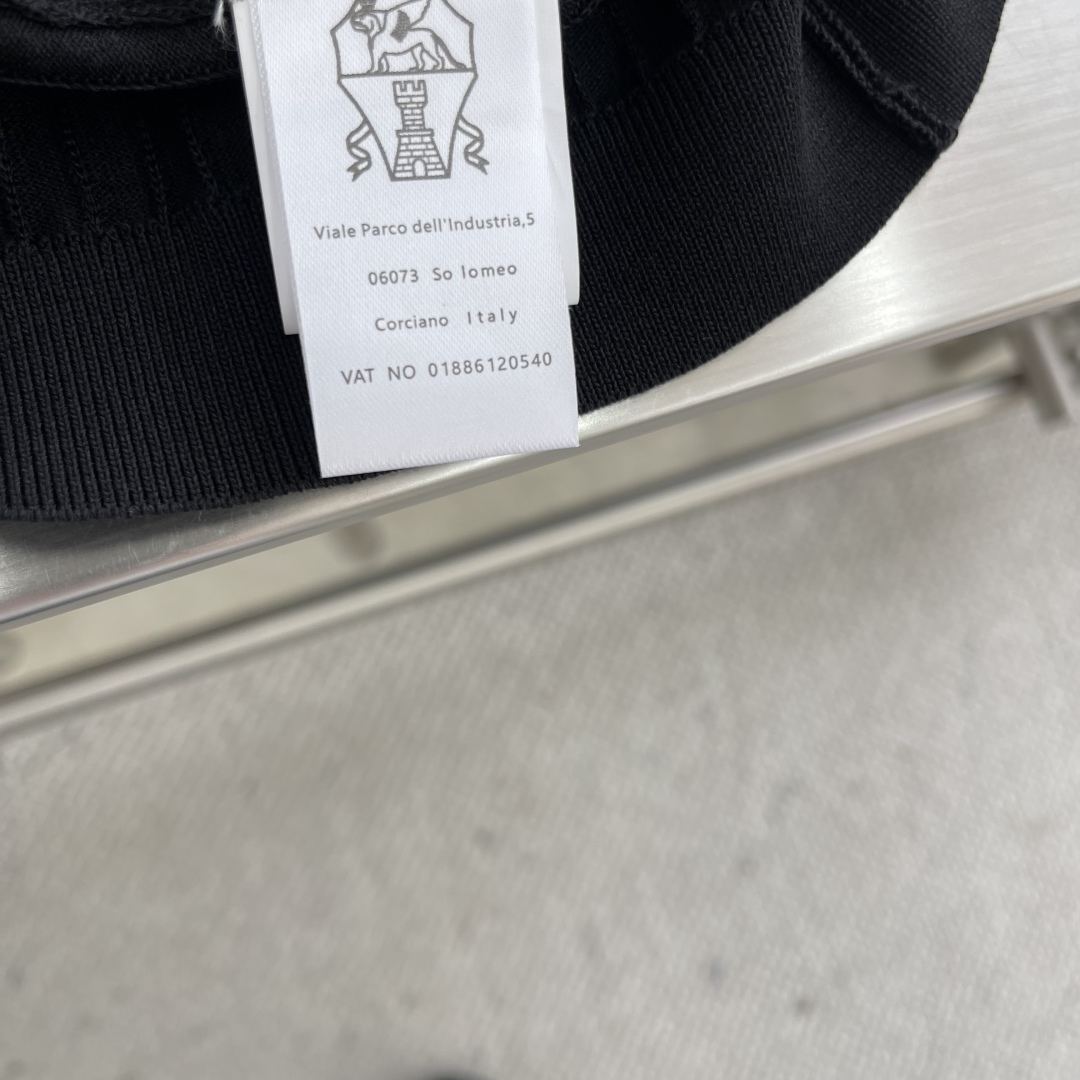 Viale Parco dell'Industria,5
06073 So lomeo
Corciano Italy
VAT NO 01886120540